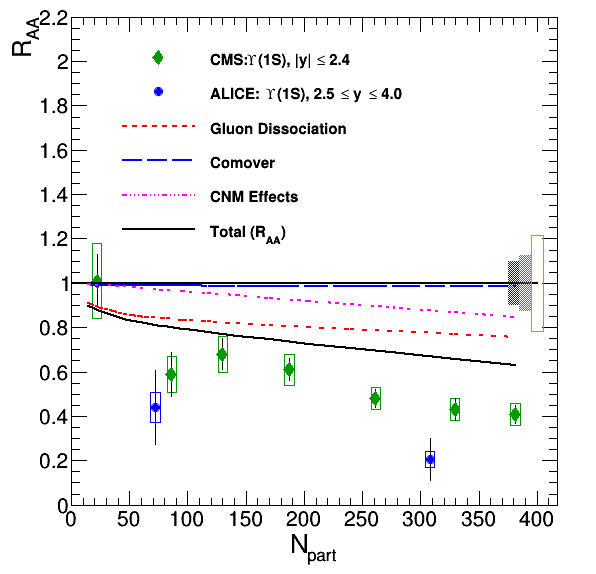 R_AA
2.2
2
1.8
1.6
1.4
1.2
1
0.8
0.6
0.4
0.2
0
CMS:ϒ(1S), |y| ≤ 2.4
ALICE: ϒ(1S), 2.5 ≤ y ≤ 4.0
Gluon Dissociation
Comover
CNM Effects
Total (R_AA)
0 50 100 150 200 250 300 350 400
N_part